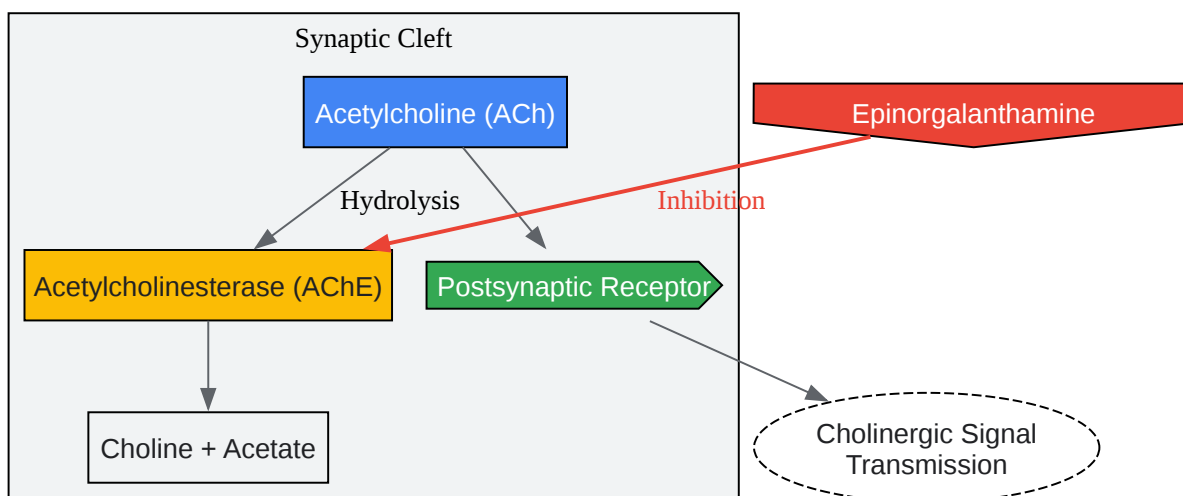 Synaptic Cleft
Acetylcholine (ACh)
Epinorgalanthamine
Hydrolysis
Inhibition
Acetylcholinesterase (AChE)
Postsynaptic Receptor
Choline + Acetate
Cholinergic Signal
Transmission